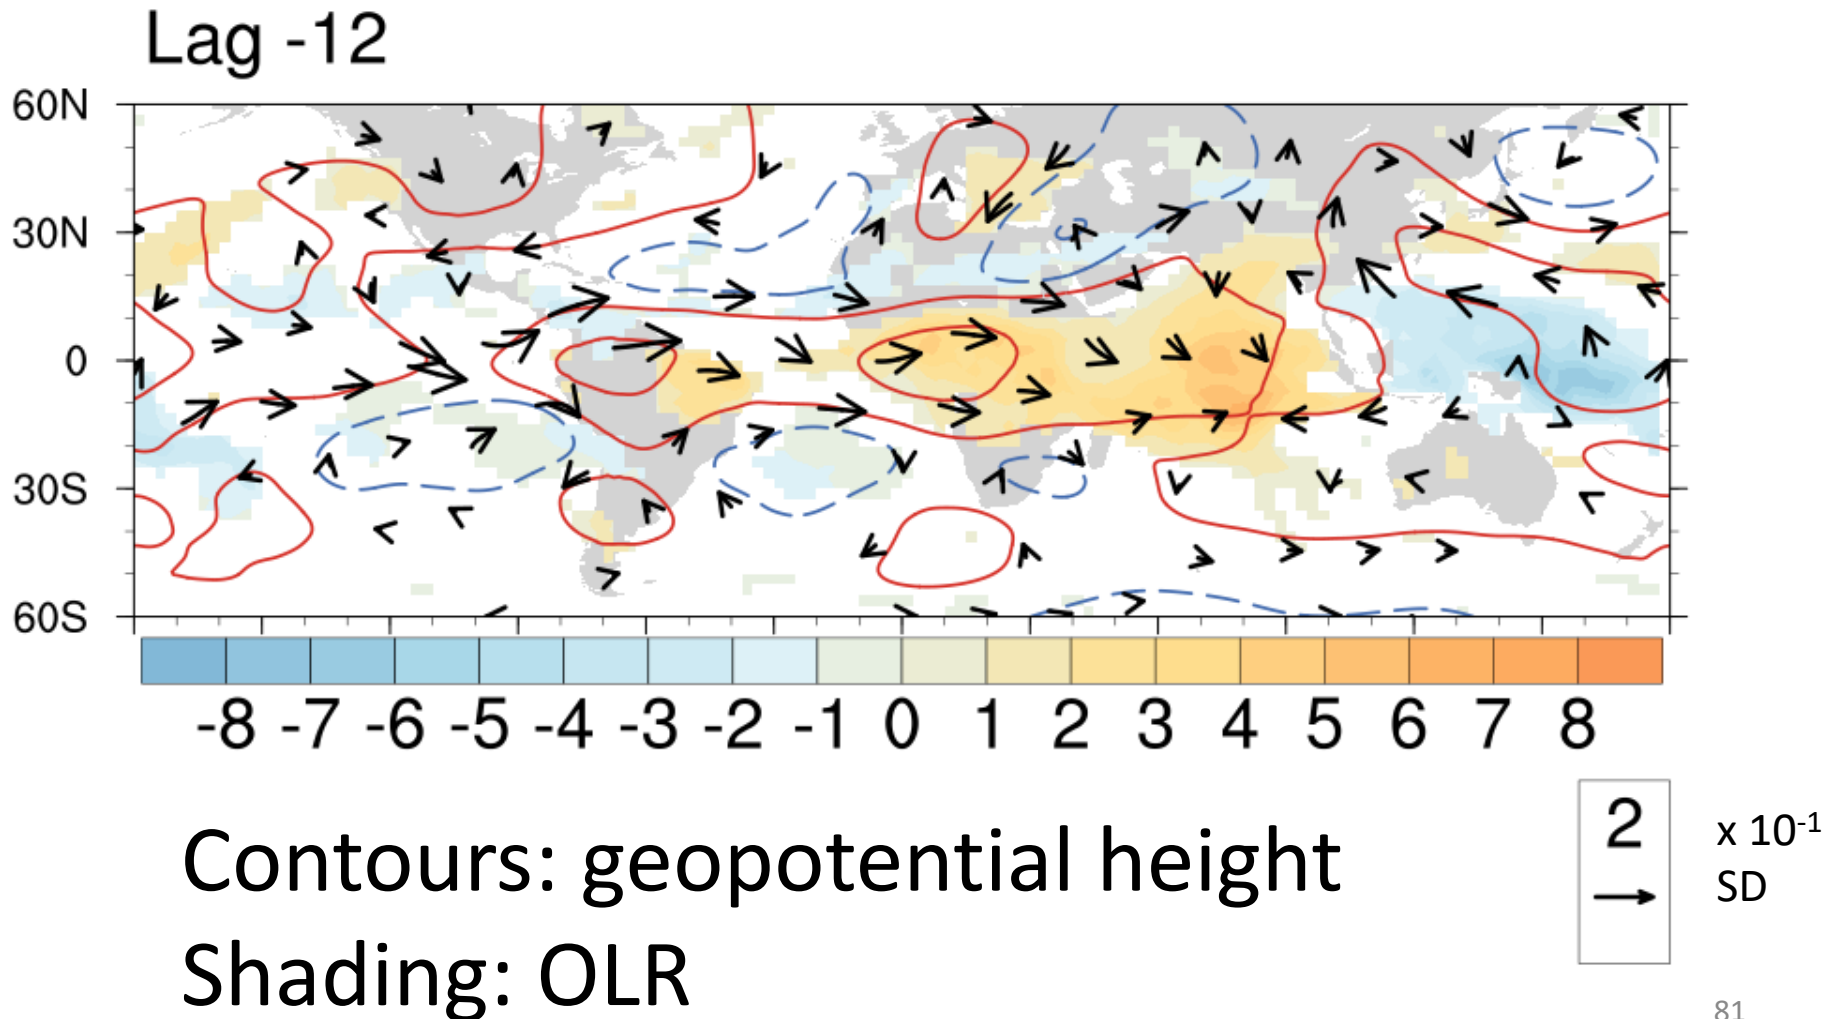 Lag -12
60N
30N
0
30S
60S
-8 -7 -6 -5 -4 -3 -2 -1 0 1 2 3 4 5 6 7 8
Contours: geopotential height
Shading: OLR
2
x 10-1
SD
81